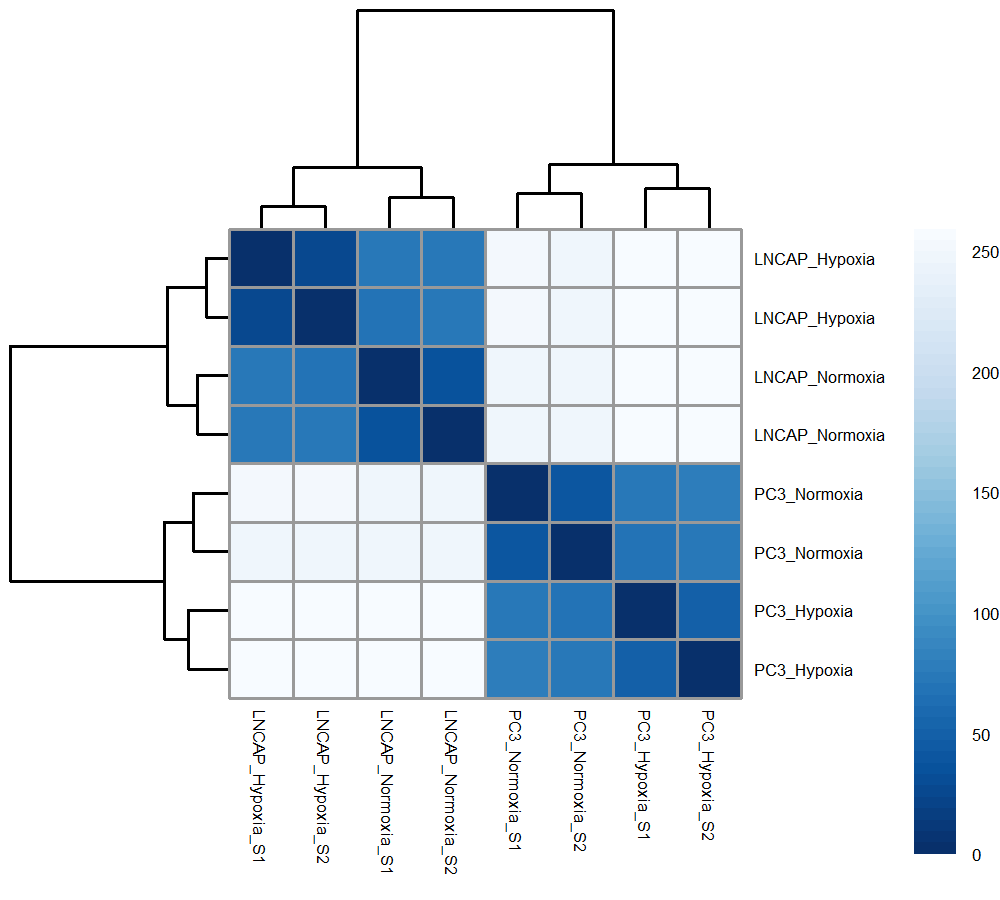 LNCAP_Hypoxia
LNCAP_Hypoxia
LNCAP_Normoxia
LNCAP_Normoxia
PC3_Normoxia
PC3_Normoxia
PC3_Hypoxia
PC3_Hypoxia
250
200
150
100
50
0
LNCAP_Hypoxia_S1
LNCAP_Hypoxia_S2
LNCAP_Normoxia_S1
LNCAP_Normoxia_S2
PC3_Normoxia_S1
PC3_Normoxia_S2
PC3_Hypoxia_S1
PC3_Hypoxia_S2